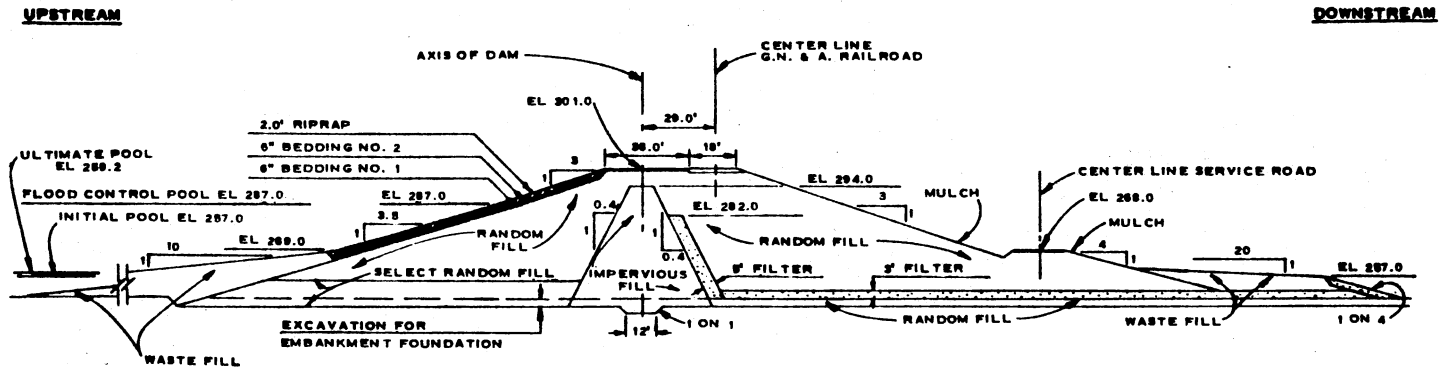 UPSTREAM
DOWNSTREAM
AXIS OF DAM
CENTER LINE
G.N. & A. RAILROAD
EL 301.0
29.0'
2.0' RIPRAP
6" BEDDING NO. 2
6" BEDDING NO. 1
3
1
36.0'
18'
ULTIMATE POOL
EL 259.2
FLOOD CONTROL POOL EL 287.0
INITIAL POOL EL 257.0
EL 287.0
3.5
1
10
1
EL 269.0
RANDOM
FILL
0.4
1
1
0.4
EL 294.0
EL 282.0
3
1
MULCH
CENTER LINE SERVICE ROAD
EL 268.0
MULCH
4
1
20
1
EL 257.0
RANDOM FILL
SELECT RANDOM FILL
IMPERVIOUS
FILL
FILTER
3' FILTER
EXCAVATION FOR
EMBANKMENT FOUNDATION
12'
1 ON 1
RANDOM FILL
WASTE FILL
1 ON 4
WASTE FILL